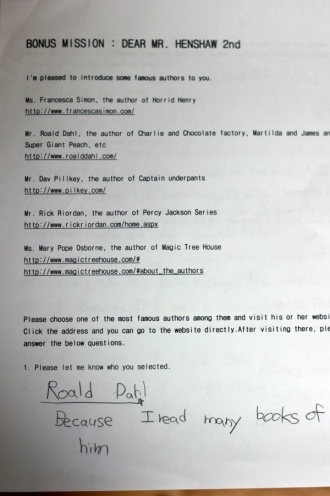 BONUS MISSION : DEAR MR. HENSHAW 2nd
I'm pleased to introduce some famous authors to you.
Ms. Francesca Simon, the author of Horrid Henry
http://www.francescasimon.com/
Mr. Roald Dahl, the author of Charlie and Chocolate factory, Martilda and James an
Super Giant Peach, etc
http://www.roalddahl.com/
Mr. Dav Pillkey, the author of Captain underpants
http://www.pilkey.com/
Mr. Rick Riordan, the author of Percy Jackson Series
http://www.rickriordan.com/home.aspx
Ms. Mary Pope Osborne, the author of Magic Tree House
http://www.magictreehouse.com/#
http://www.magictreehouse.com/#about_the_authors
Please choose one of the most famous authors among them and visit his or her websi
Click the address and you can go to the website directly.After visiting there, ple
answer the below questions.
1. Please let me know who you selected.
Roald Dahl
Because I read many books of
him